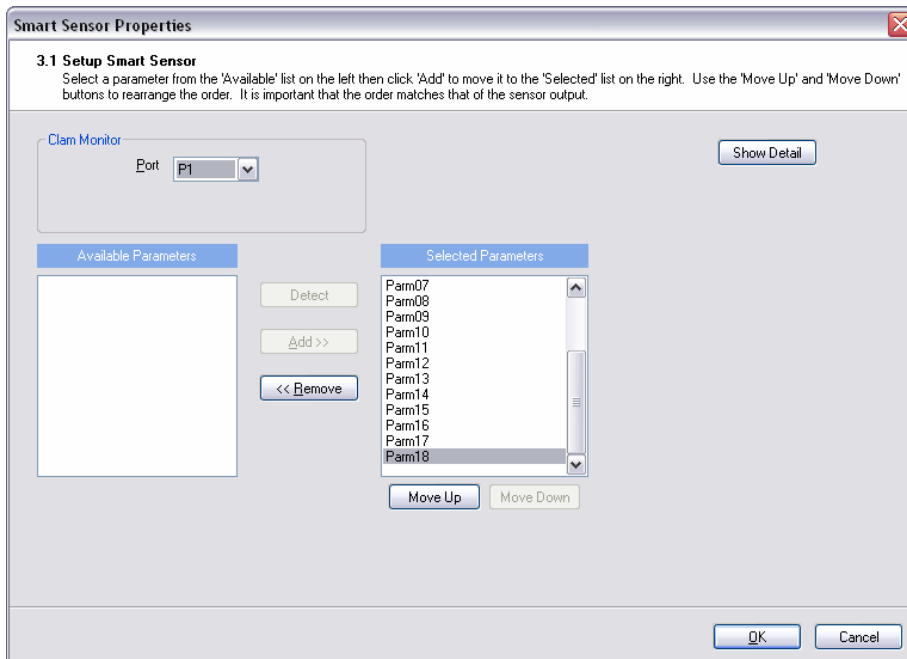 Smart Sensor Properties
3.1 Setup Smart Sensor
Select a parameter from the 'Available' list on the left then click 'Add' to move it to the 'Selected' list on the right. Use the 'Move Up' and 'Move Down'
buttons to rearrange the order. It is important that the order matches that of the sensor output.
Clam Monitor
Port P1
Show Detail
Available Parameters
Selected Parameters
Detect
Add >>
<< Remove
Parm07
Parm08
Parm09
Parm10
Parm11
Parm12
Parm13
Parm14
Parm15
Parm16
Parm17
Parm18
Move Up
Move Down
OK
Cancel